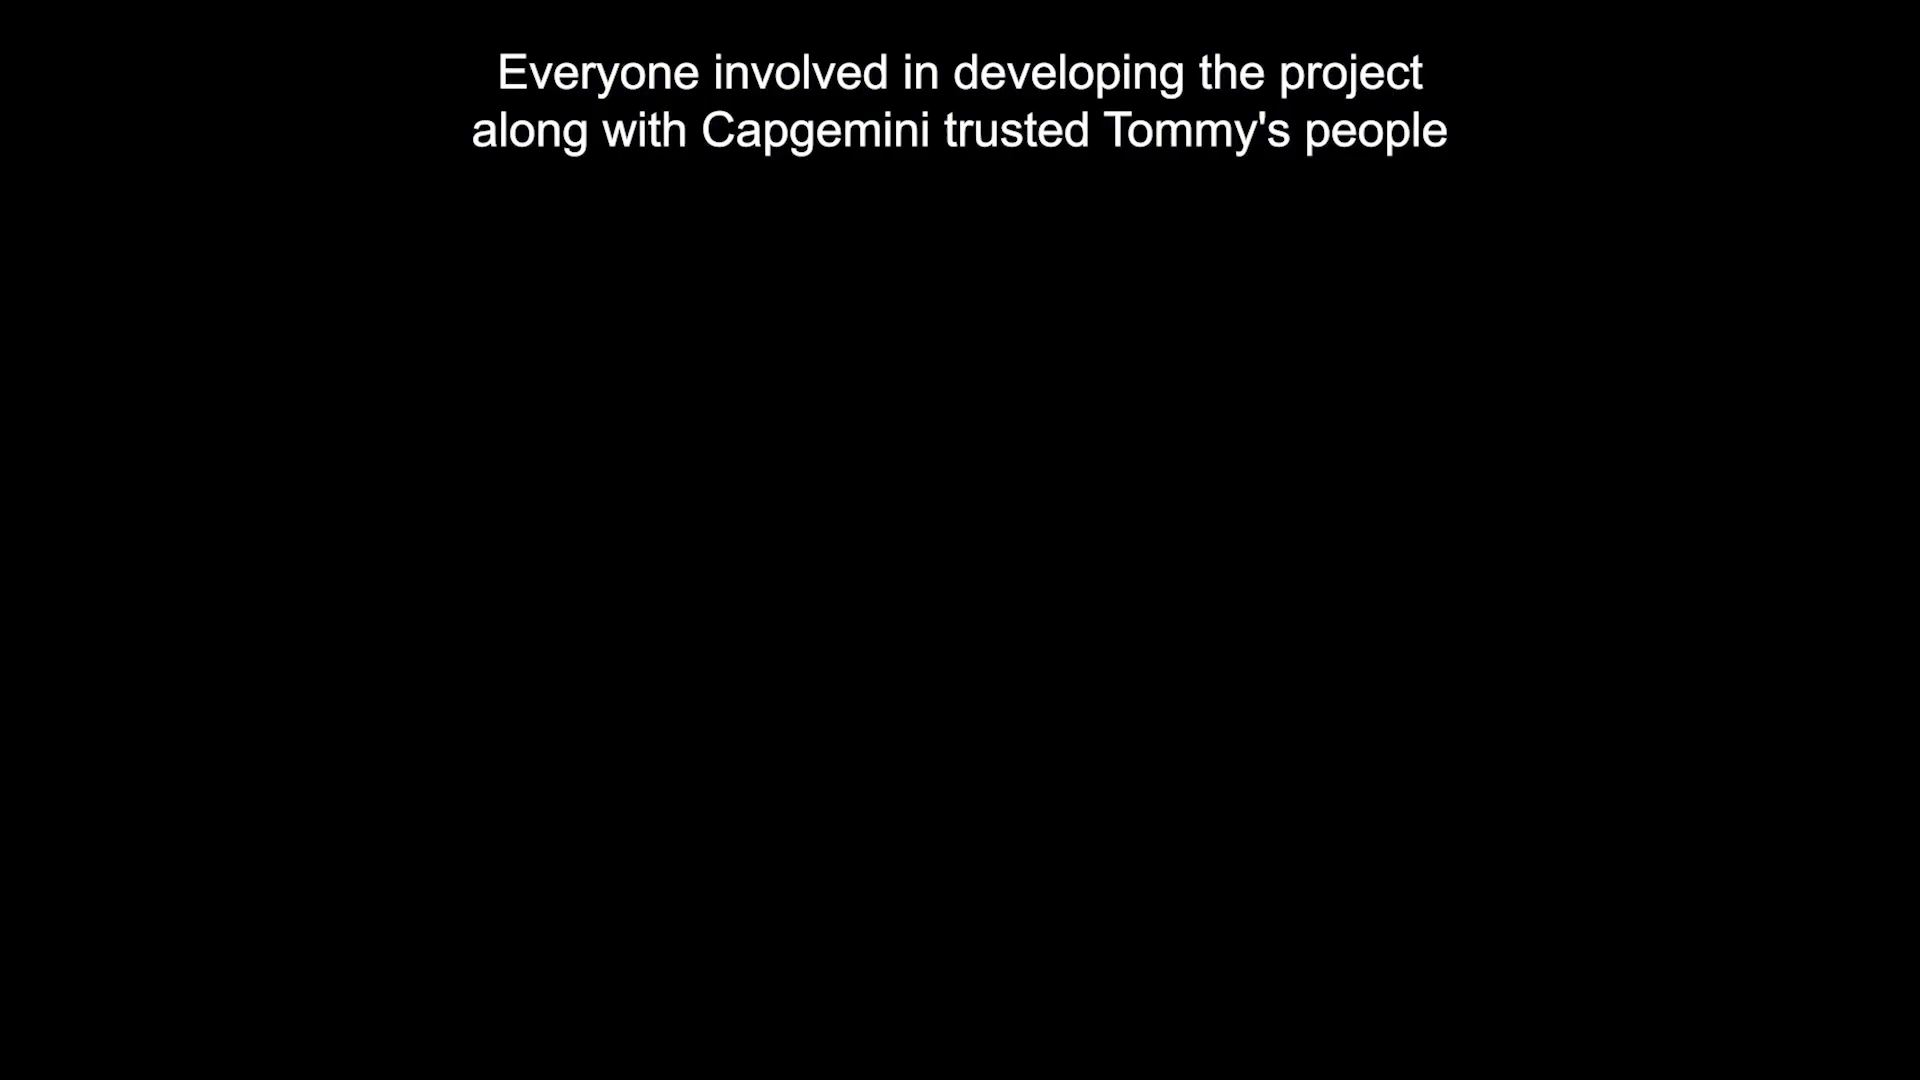 Everyone involved in developing the project
along with Capgemini trusted Tommy's people